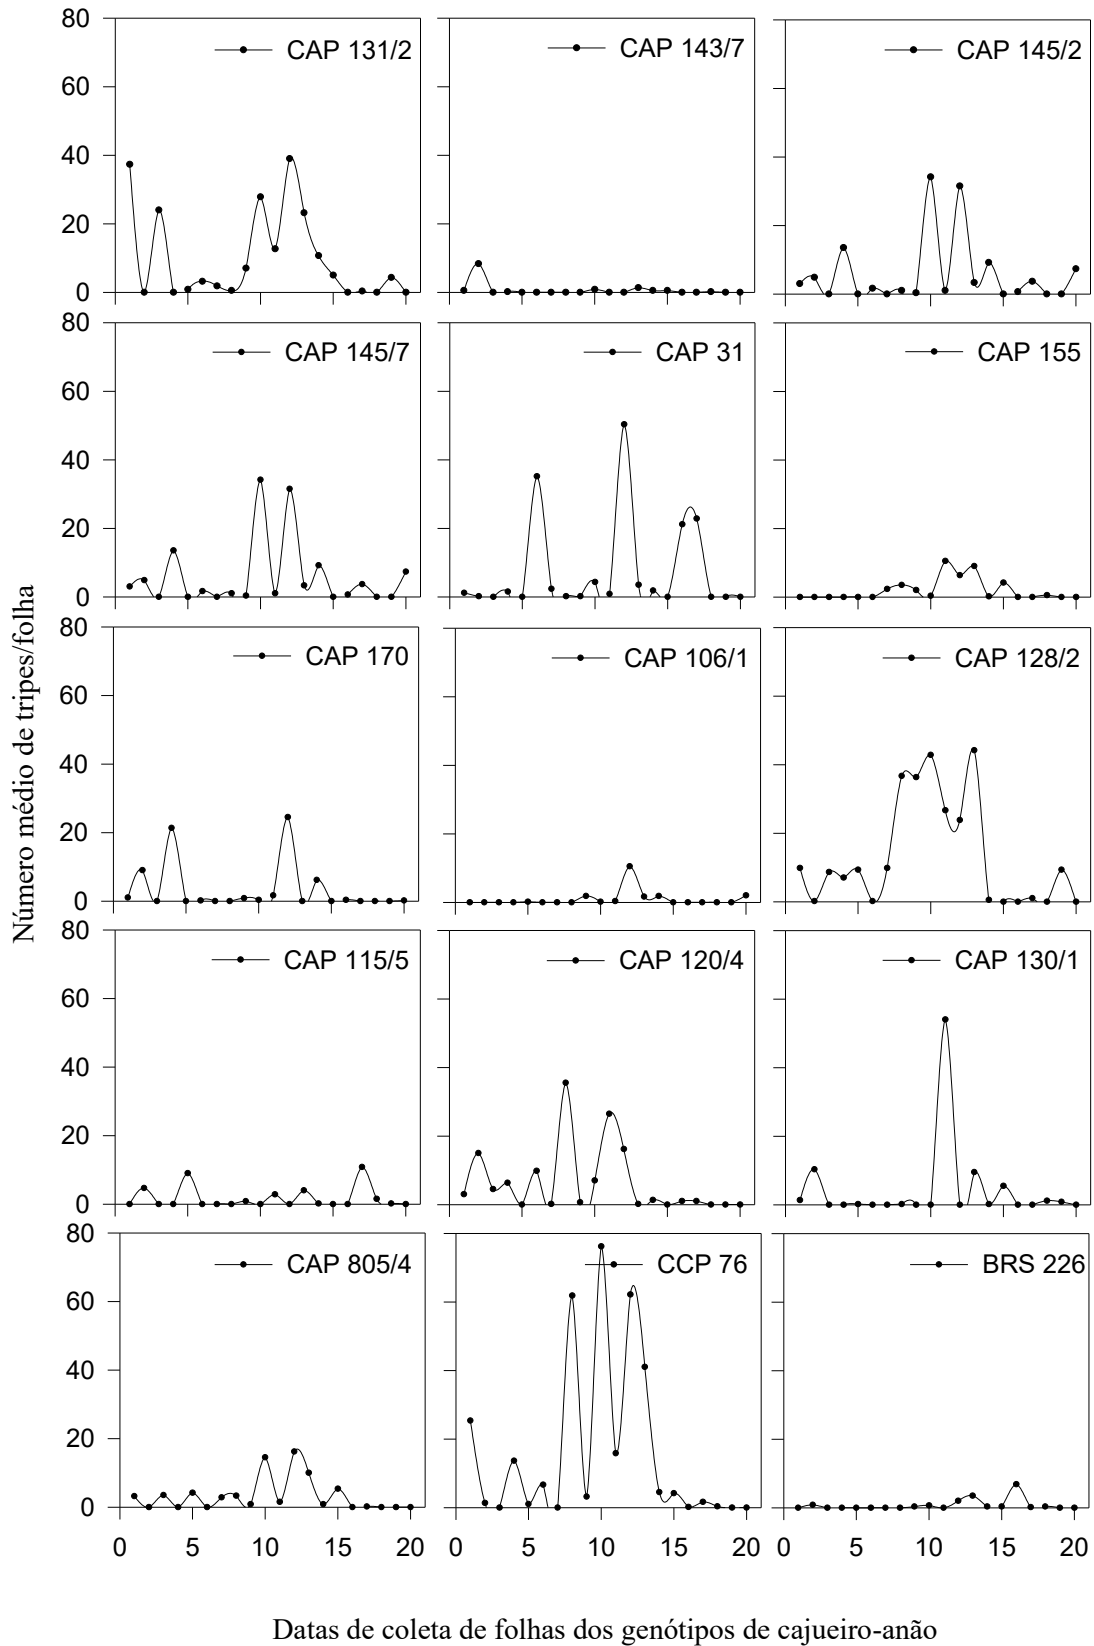 80
60
40
20
0
CAP 131/2
CAP 143/7
CAP 145/2
80
60
40
20
0
CAP 145/7
CAP 31
CAP 155
80
60
40
20
0
CAP 170
CAP 106/1
CAP 128/2
80
60
40
20
0
CAP 115/5
CAP 120/4
CAP 130/1
80
60
40
20
0
CAP 805/4
CCP 76
BRS 226
0 5 10 15 20 0 5 10 15 20 0 5 10 15 20
Número médio de tripes/folha
Datas de coleta de folhas dos genótipos de cajueiro-anão